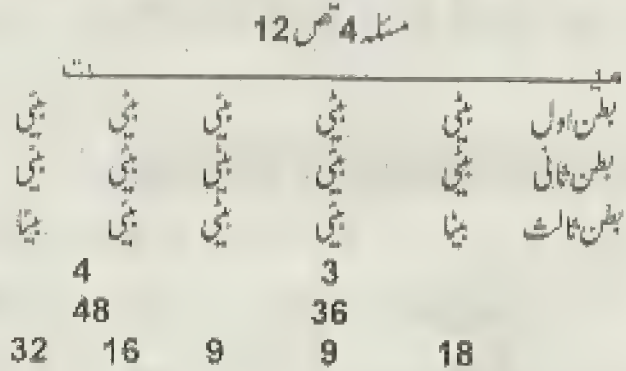 مسئلہ 4 تص 12
میت
بطن اول بیٹی بیٹی بیٹی بیٹی بیٹی
بطن ثانی بیٹی بیٹی بیٹی بیٹی بیٹی
بطن ثالث بیٹا بیٹی بیٹی بیٹی بیٹا
3 4
36 48
18 9 9 16 32